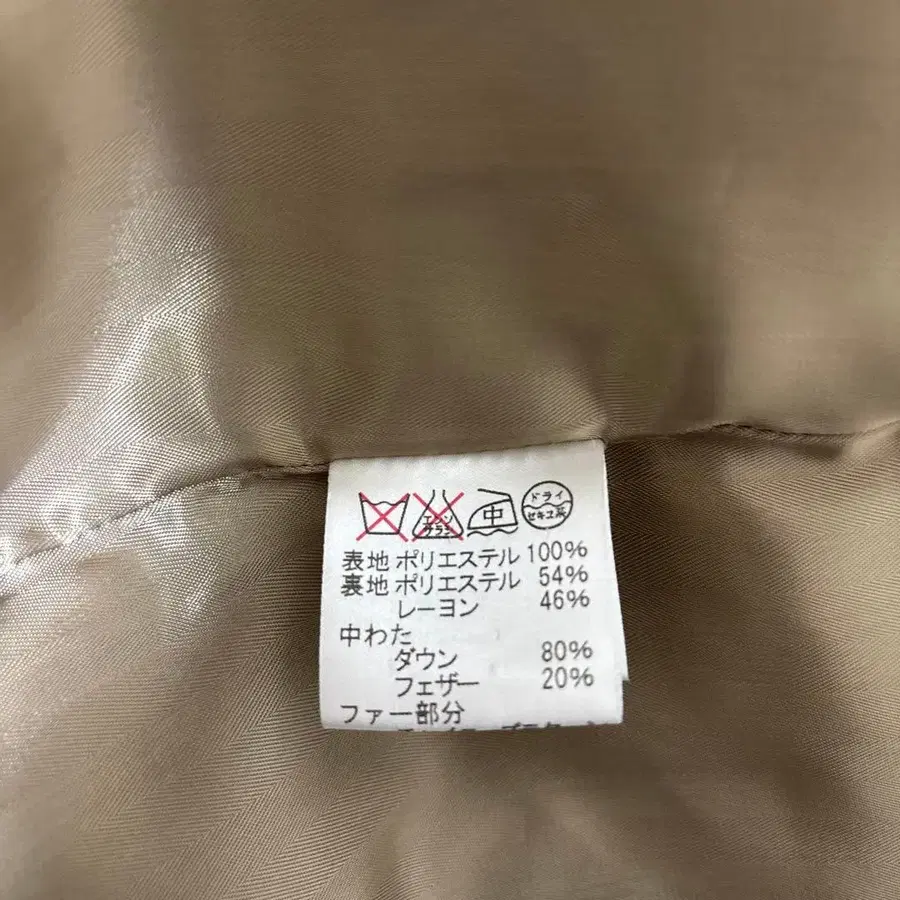 エンソ サラシ 中 ドライ セキユ系
表地 ポリエステル 100%
裏地 ポリエステル 54%
レーヨン 46%
中わた
ダウン 80%
フェザー 20%
ファー部分